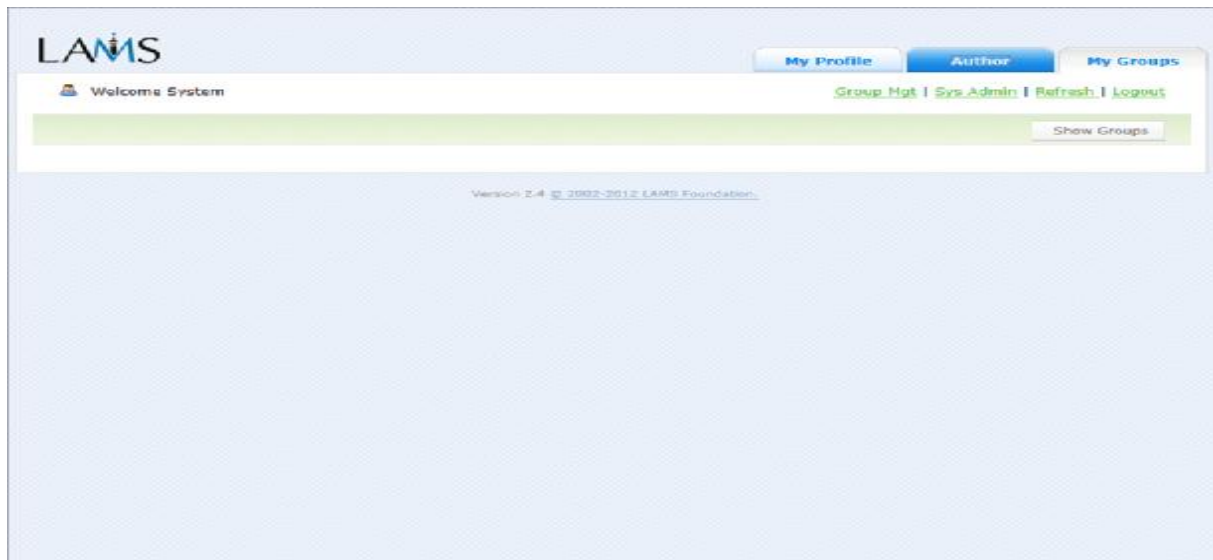 LAMS
My Profile Author My Groups
Welcome System Group Mgt | Sys Admin | Refresh | Logout
Show Groups
Version 2.4 © 2002-2012 LAMS Foundation.